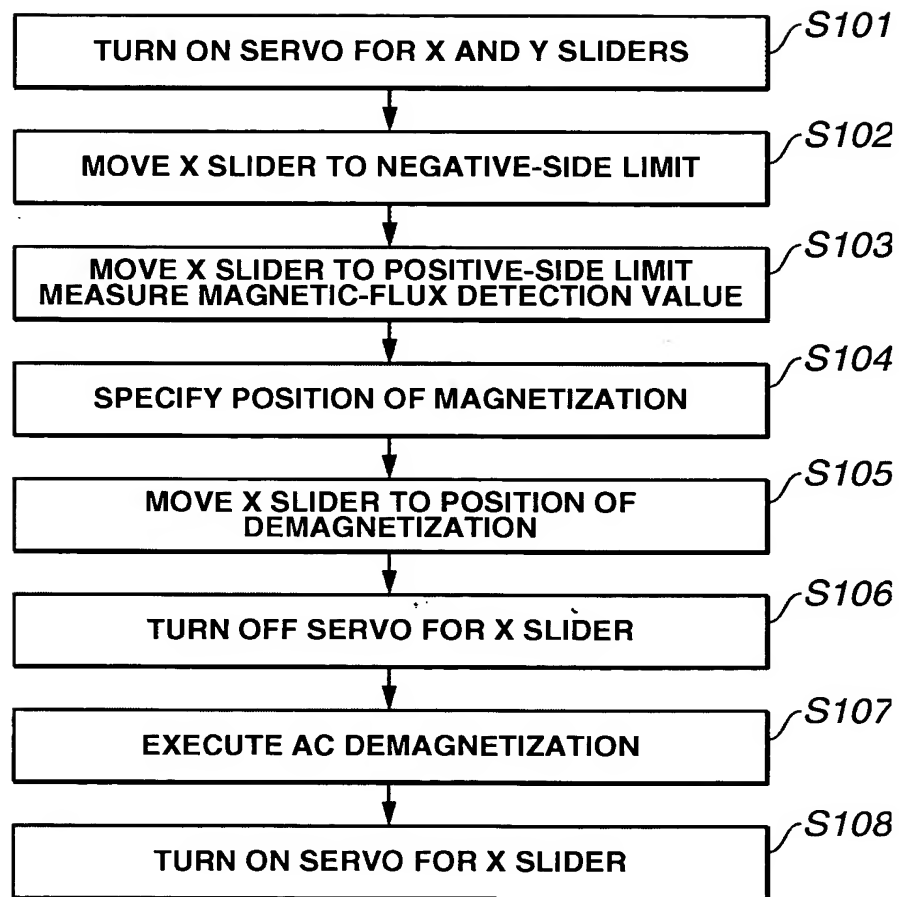 TURN ON SERVO FOR X AND Y SLIDERS
S101
MOVE X SLIDER TO NEGATIVE-SIDE LIMIT
S102
MOVE X SLIDER TO POSITIVE-SIDE LIMIT
MEASURE MAGNETIC-FLUX DETECTION VALUE
S103
SPECIFY POSITION OF MAGNETIZATION
S104
MOVE X SLIDER TO POSITION OF
DEMAGNETIZATION
S105
TURN OFF SERVO FOR X SLIDER
S106
EXECUTE AC DEMAGNETIZATION
S107
TURN ON SERVO FOR X SLIDER
S108